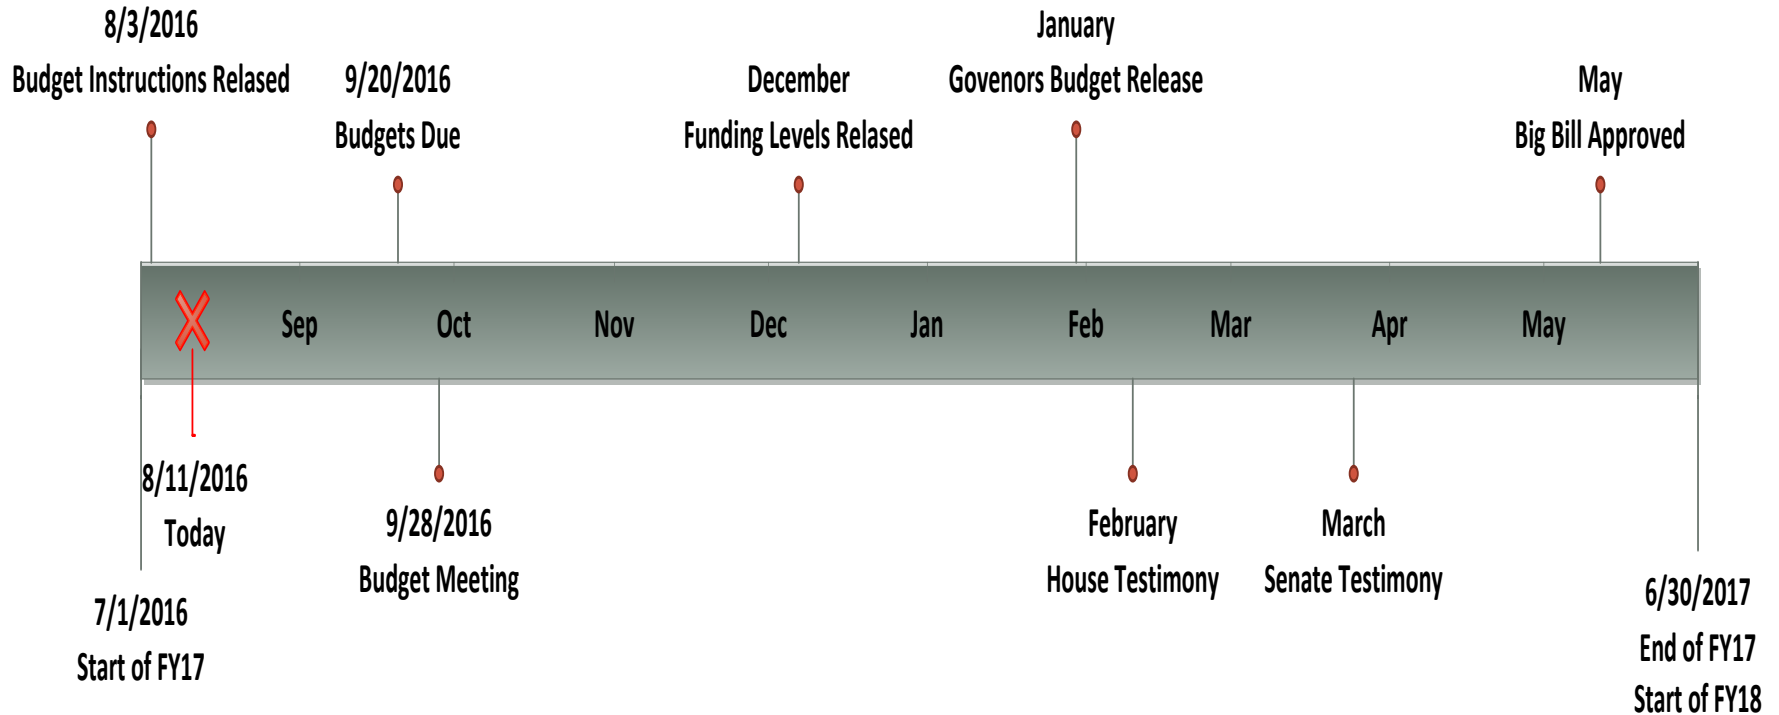 8/3/2016
Budget Instructions Relased
9/20/2016
Budgets Due
December
Funding Levels Relased
January
Govenors Budget Release
May
Big Bill Approved
Sep
Oct
Nov
Dec
Jan
Feb
Mar
Apr
May
8/11/2016
Today
7/1/2016
Start of FY17
9/28/2016
Budget Meeting
February
House Testimony
March
Senate Testimony
6/30/2017
End of FY17
Start of FY18